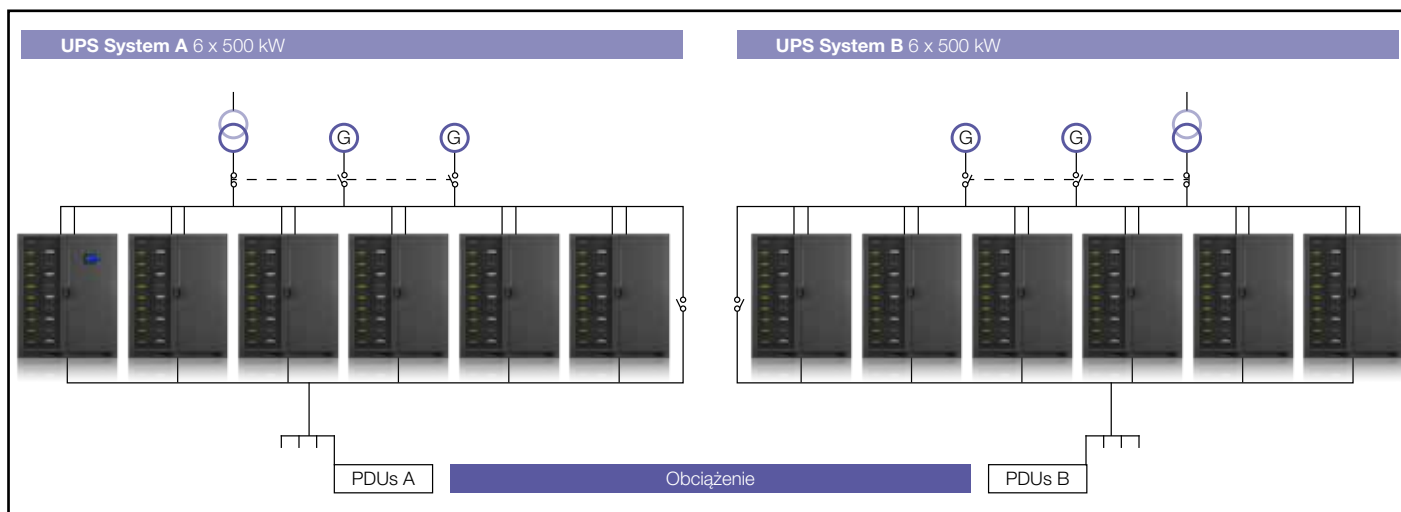 UPS System A 6 x 500 kW
UPS System B 6 x 500 kW
G
G
G
G
PDUs A
Obciążenie
PDUs B